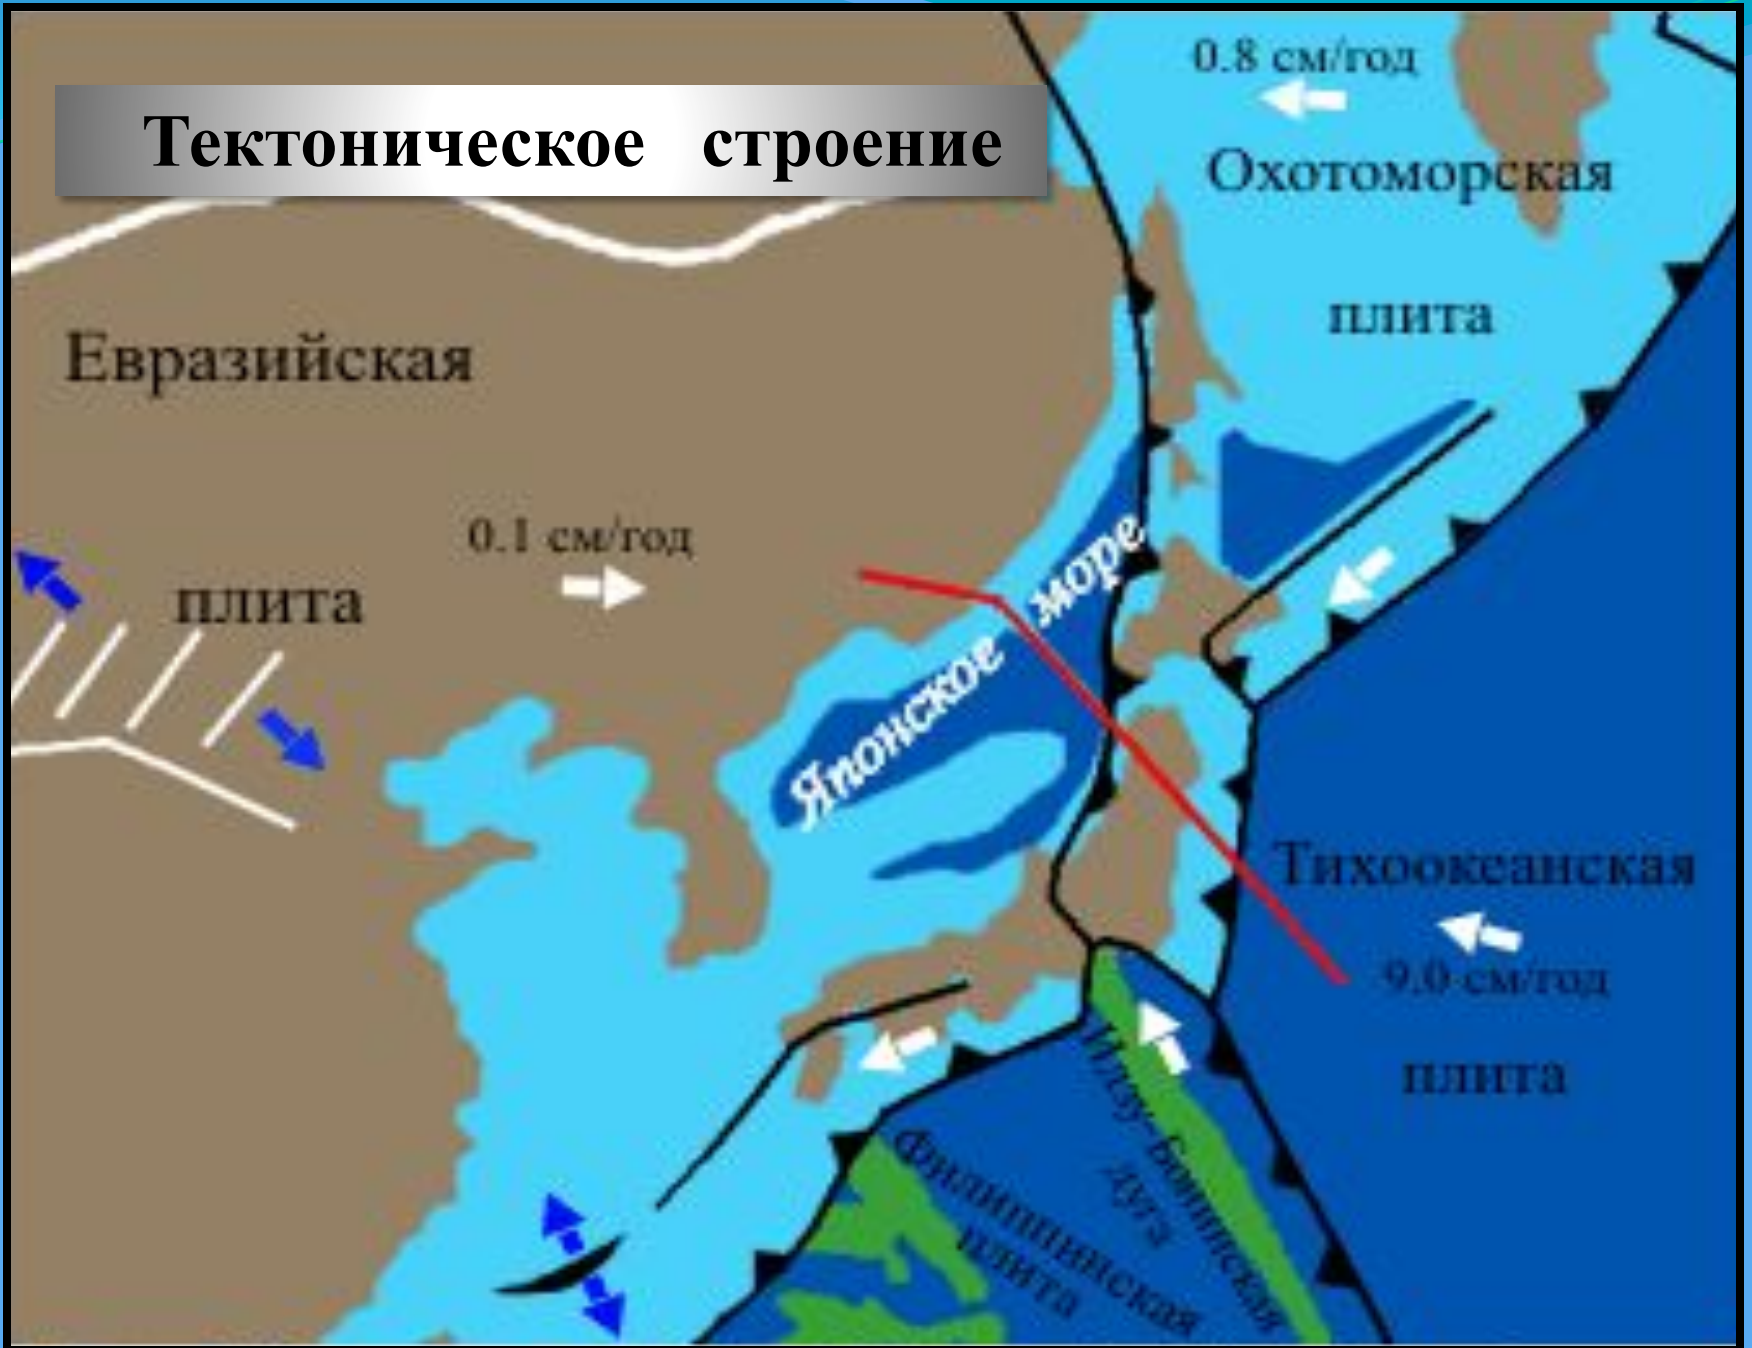 Тектоническое строение
0.8 см/год
Охотоморская
плита
Евразийская
0.1 см/год
плита
Японское море
Тихоокеанская
9.0 см/год
плита
Идзу-Бонинская
дуга
Филиппинская
плита